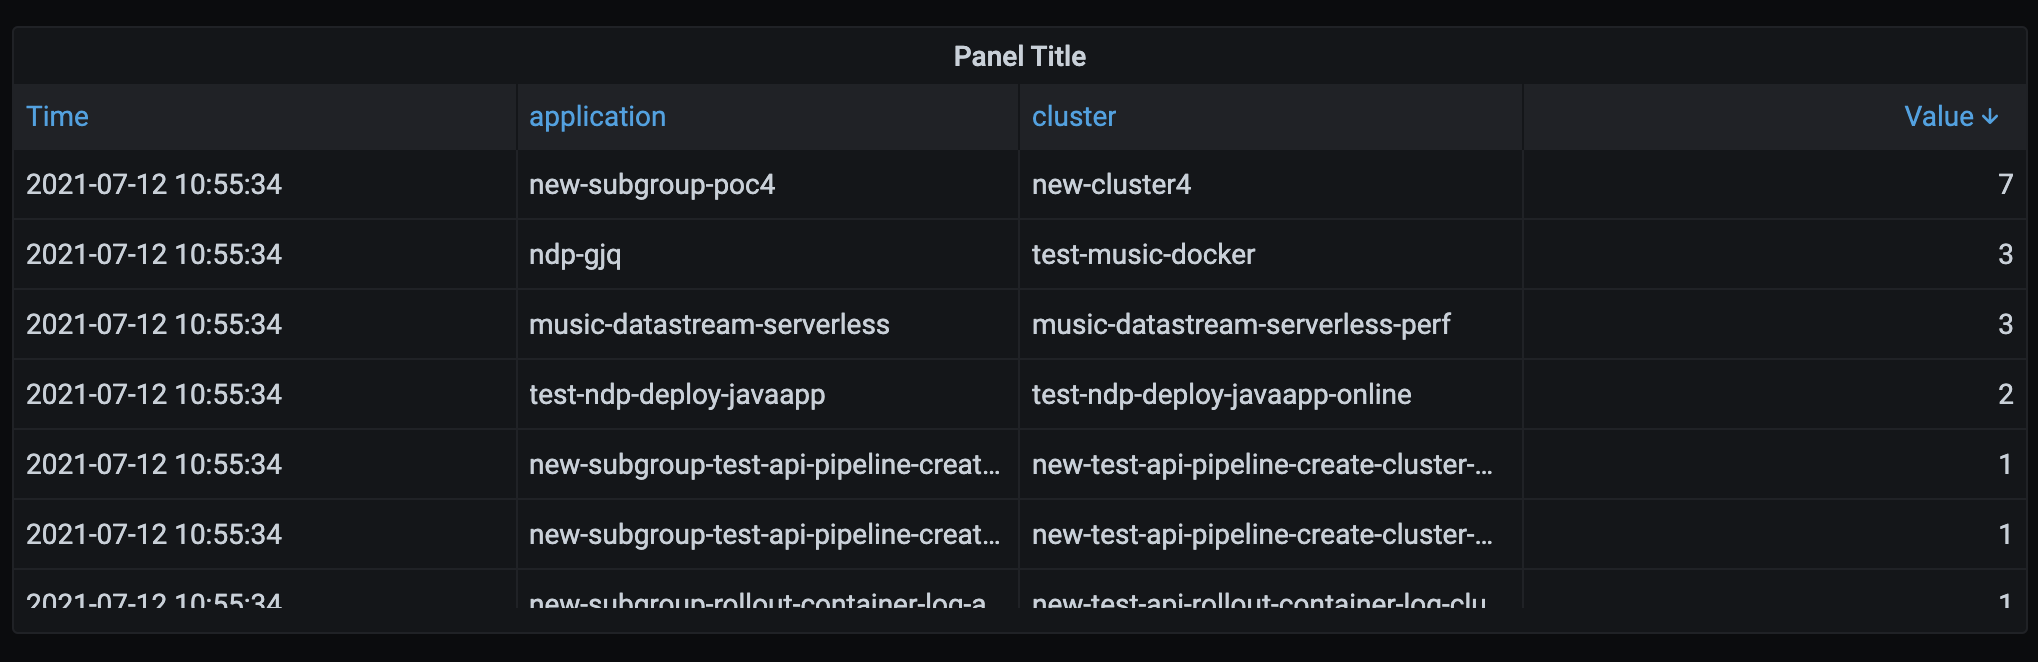 Panel Title
Time application cluster Value
2021-07-12 10:55:34 new-subgroup-poc4 new-cluster4 7
2021-07-12 10:55:34 ndp-gjq test-music-docker 3
2021-07-12 10:55:34 music-datastream-serverless music-datastream-serverless-perf 3
2021-07-12 10:55:34 test-ndp-deploy-javaapp test-ndp-deploy-javaapp-online 2
2021-07-12 10:55:34 new-subgroup-test-api-pipeline-creat... new-test-api-pipeline-create-cluster-... 1
2021-07-12 10:55:34 new-subgroup-test-api-pipeline-creat... new-test-api-pipeline-create-cluster-... 1
2021-07-12 10:55:34 new-subgroup-rollout-container-log-a new-test-api-rollout-container-log-clu 1